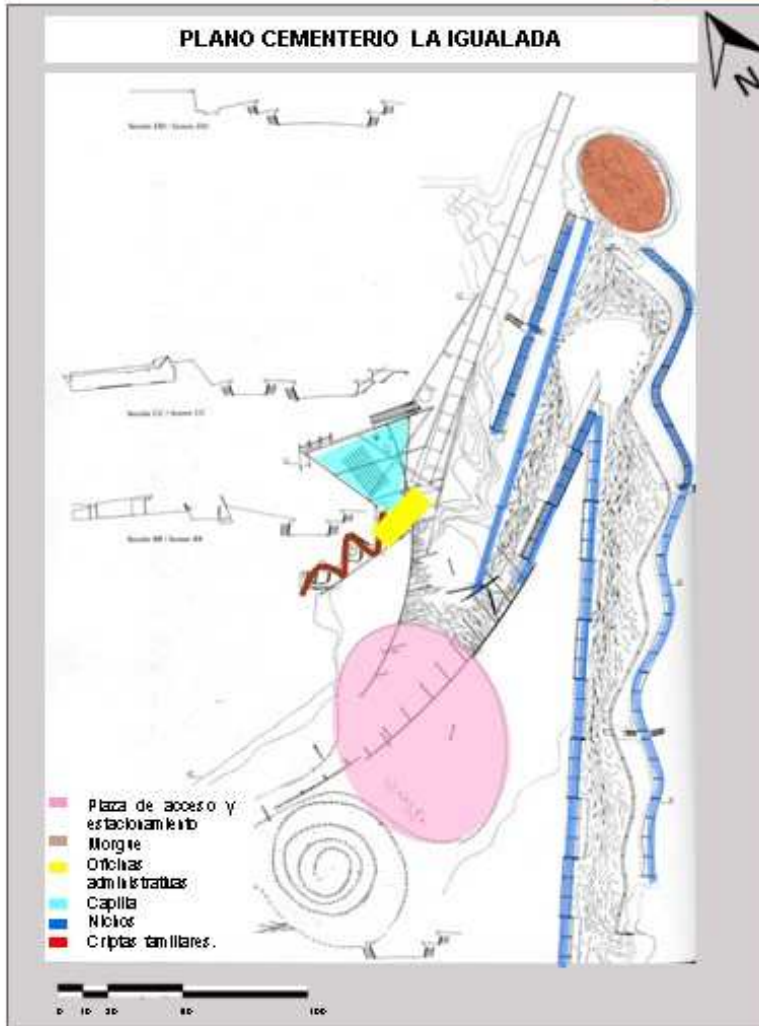 PLANO CEMENTERIO LA IGUALADA
N
Plaza de acceso y
estacionamiento
Morgue
Oficinas
administrativas
Capilla
Nichos
Criptas familiares.
0 10 20 100